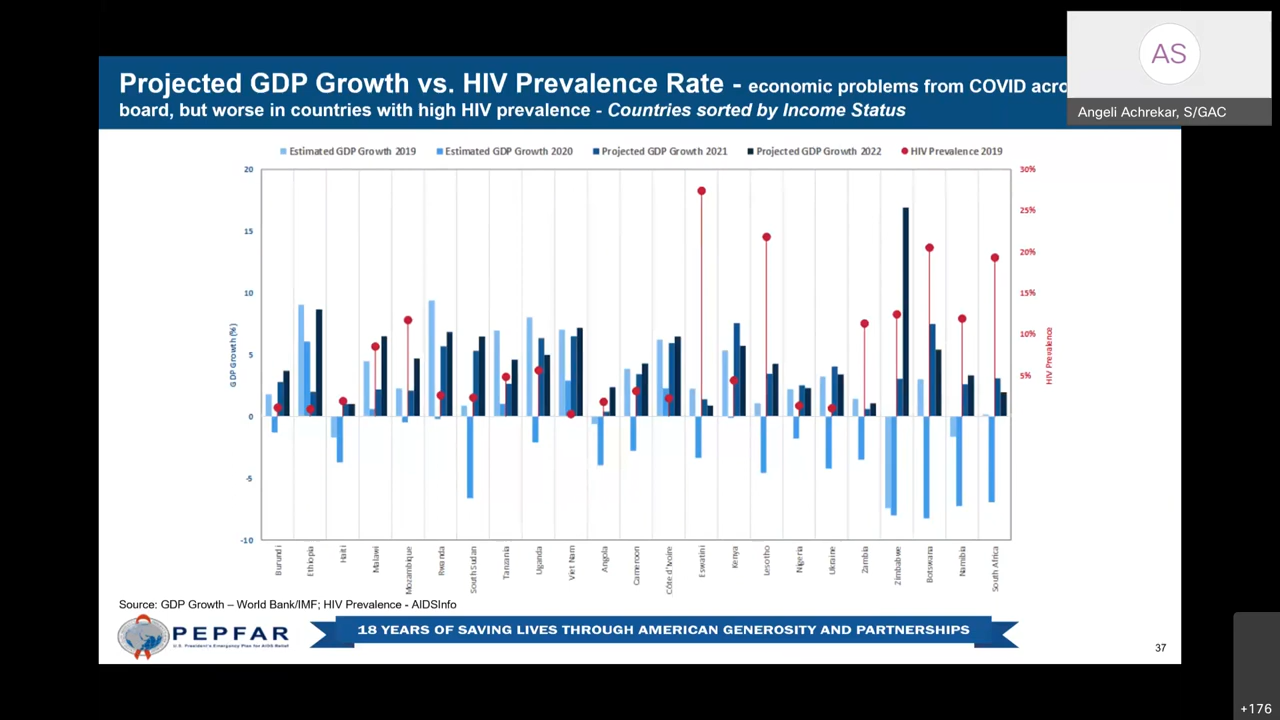 AS
Angeli Achrekar, S/GAC
Projected GDP Growth vs. HIV Prevalence Rate - economic problems from COVID acro
board, but worse in countries with high HIV prevalence - Countries sorted by Income Status
Estimated GDP Growth 2019 Estimated GDP Growth 2020 Projected GDP Growth 2021 Projected GDP Growth 2022 HIV Prevalence 2019
20
15
10
5
0
-5
-10
GDP Growth (%)
30%
25%
20%
15%
10%
5%
HIV Prevalence
Burundi
Ethiopia
Haiti
Malawi
Mozambique
Rwanda
South Sudan
Tanzania
Uganda
Viet Nam
Angola
Cameroon
Côte d'Ivoire
Eswatini
Kenya
Lesotho
Nigeria
Ukraine
Zambia
Zimbabwe
Botswana
Namibia
South Africa
Source: GDP Growth – World Bank/IMF; HIV Prevalence - AIDSInfo
PEPFAR
U.S. President's Emergency Plan for AIDS Relief
18 YEARS OF SAVING LIVES THROUGH AMERICAN GENEROSITY AND PARTNERSHIPS
37
+176